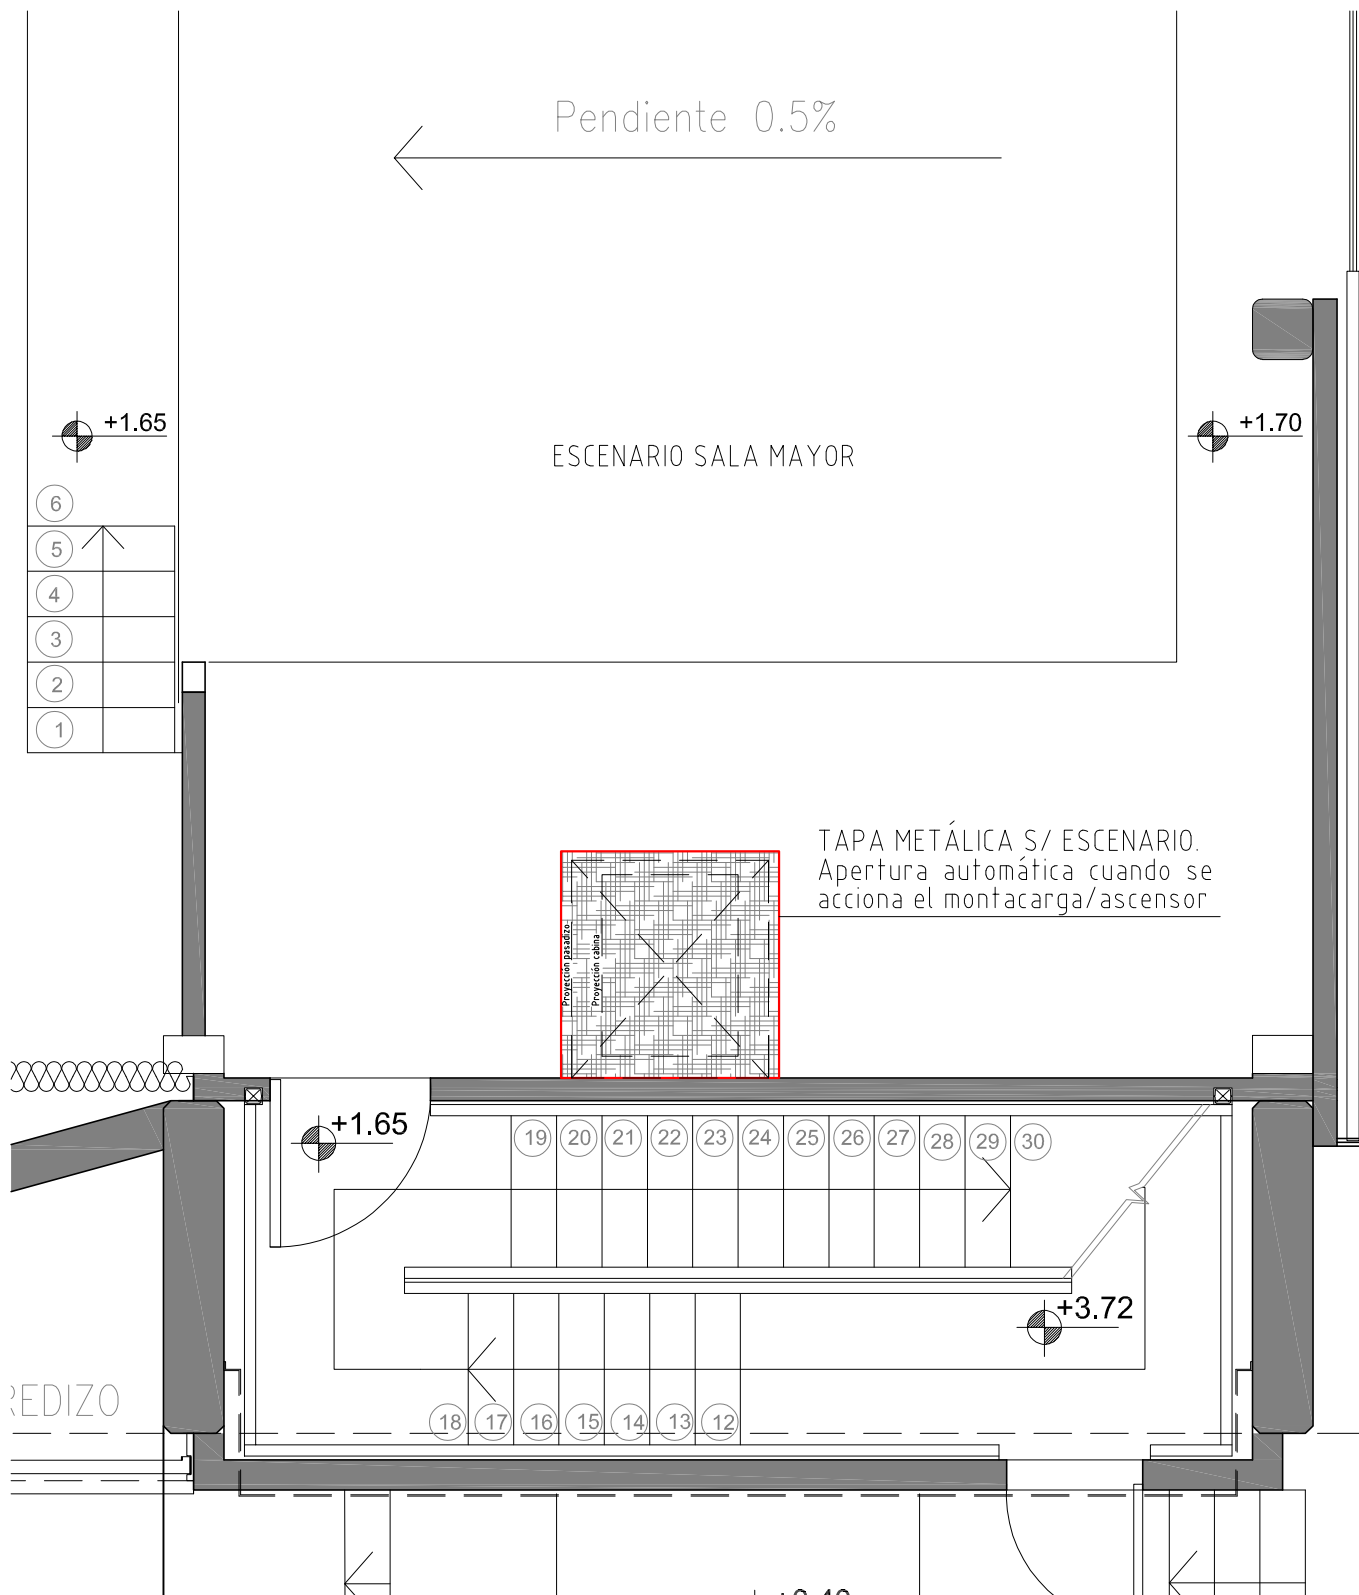 Pendiente 0.5%
+1.65
+1.70
ESCENARIO SALA MAYOR
6
5
4
3
2
1
TAPA METÁLICA S/ ESCENARIO.
Apertura automática cuando se
acciona el montacarga/ascensor
Proyección pasadizo
Proyección cabina
+1.65
19 20 21 22 23 24 25 26 27 28 29 30
+3.72
REDIZO
18 17 16 15 14 13 12